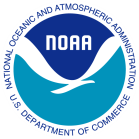 NATIONAL OCEANIC AND ATMOSPHERIC ADMINISTRATION
NOAA
U.S. DEPARTMENT OF COMMERCE